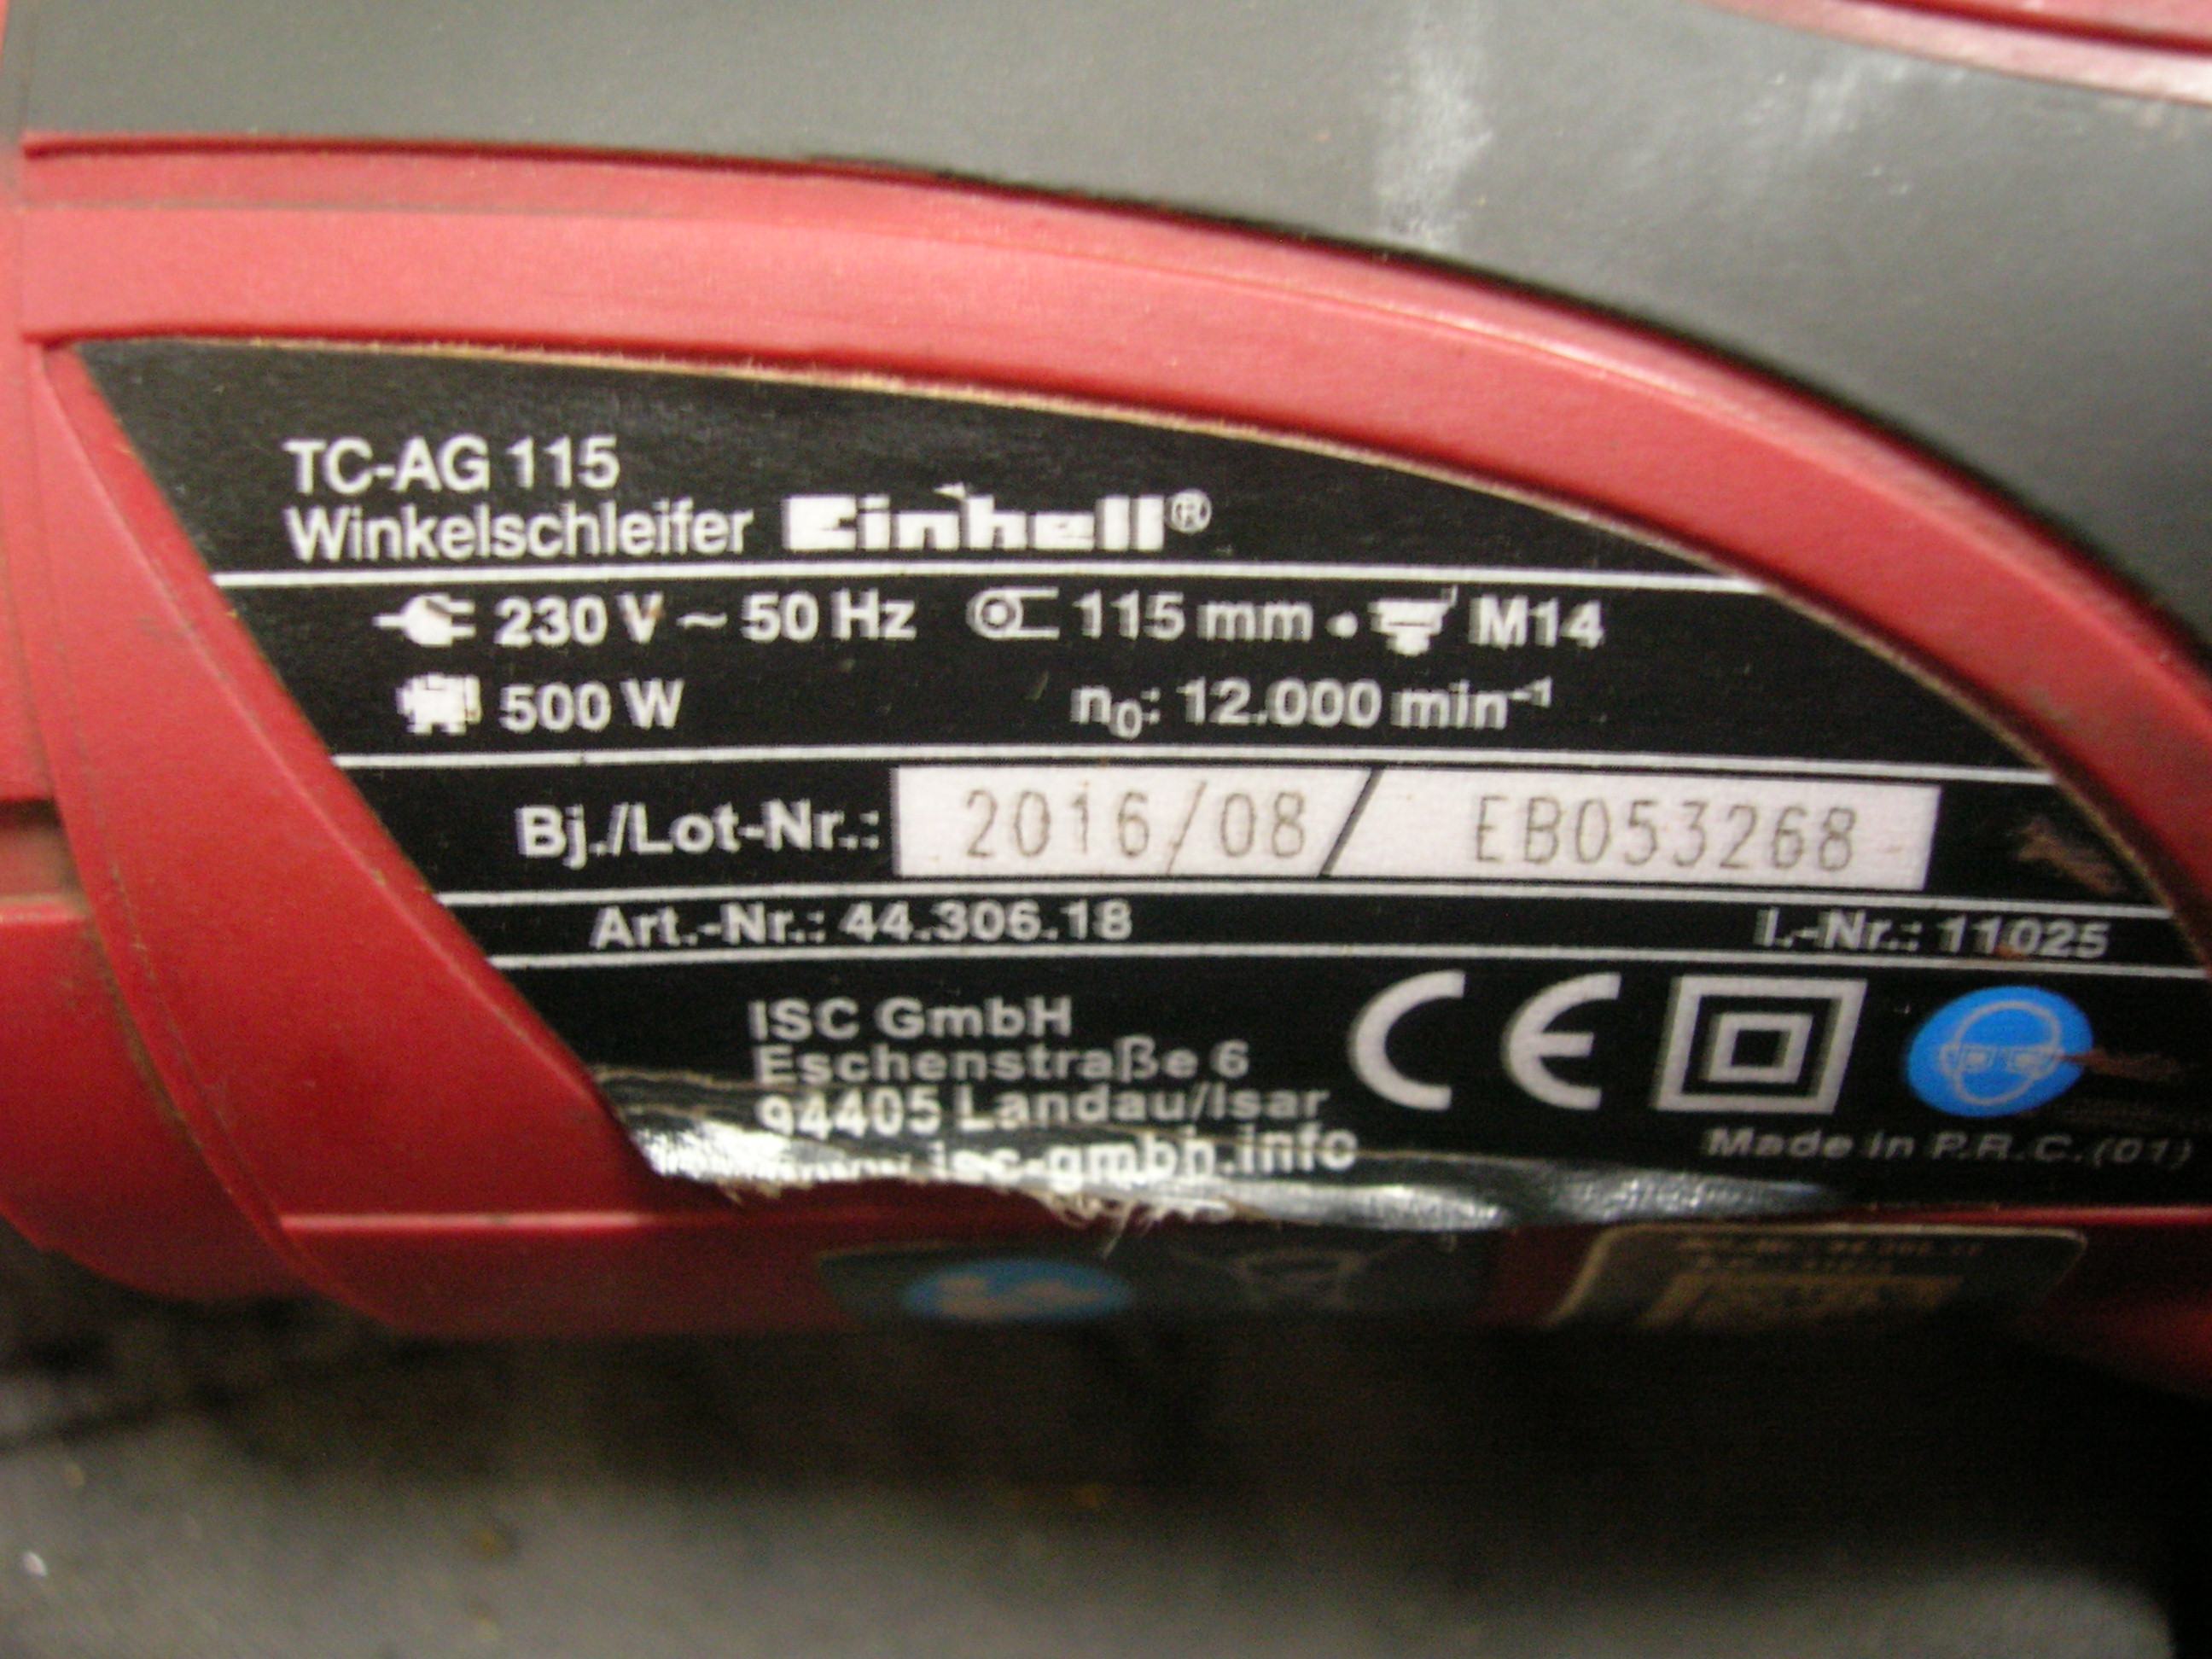 TC-AG 115
Winkelschleifer Einhell®
230 V ~ 50 Hz 115 mm • M14
500 W n₀: 12.000 min⁻¹
Bj./Lot-Nr.: 2016/08 / EB053268
Art.-Nr.: 44.306.18 I.-Nr.: 11025
ISC GmbH
Eschenstraße 6
94405 Landau/Isar
www.isc-gmbh.info
CE
Made in P.R.C.(01)